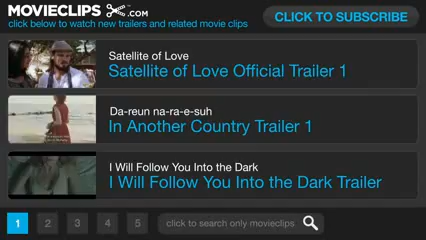 MOVIECLIPS .COM
click below to watch new trailers and related movie clips
CLICK TO SUBSCRIBE
Satellite of Love
Satellite of Love Official Trailer 1
Da-reun na-ra-e-suh
In Another Country Trailer 1
I Will Follow You Into the Dark
I Will Follow You Into the Dark Trailer
1 2 3 4 5 click to search only movieclips